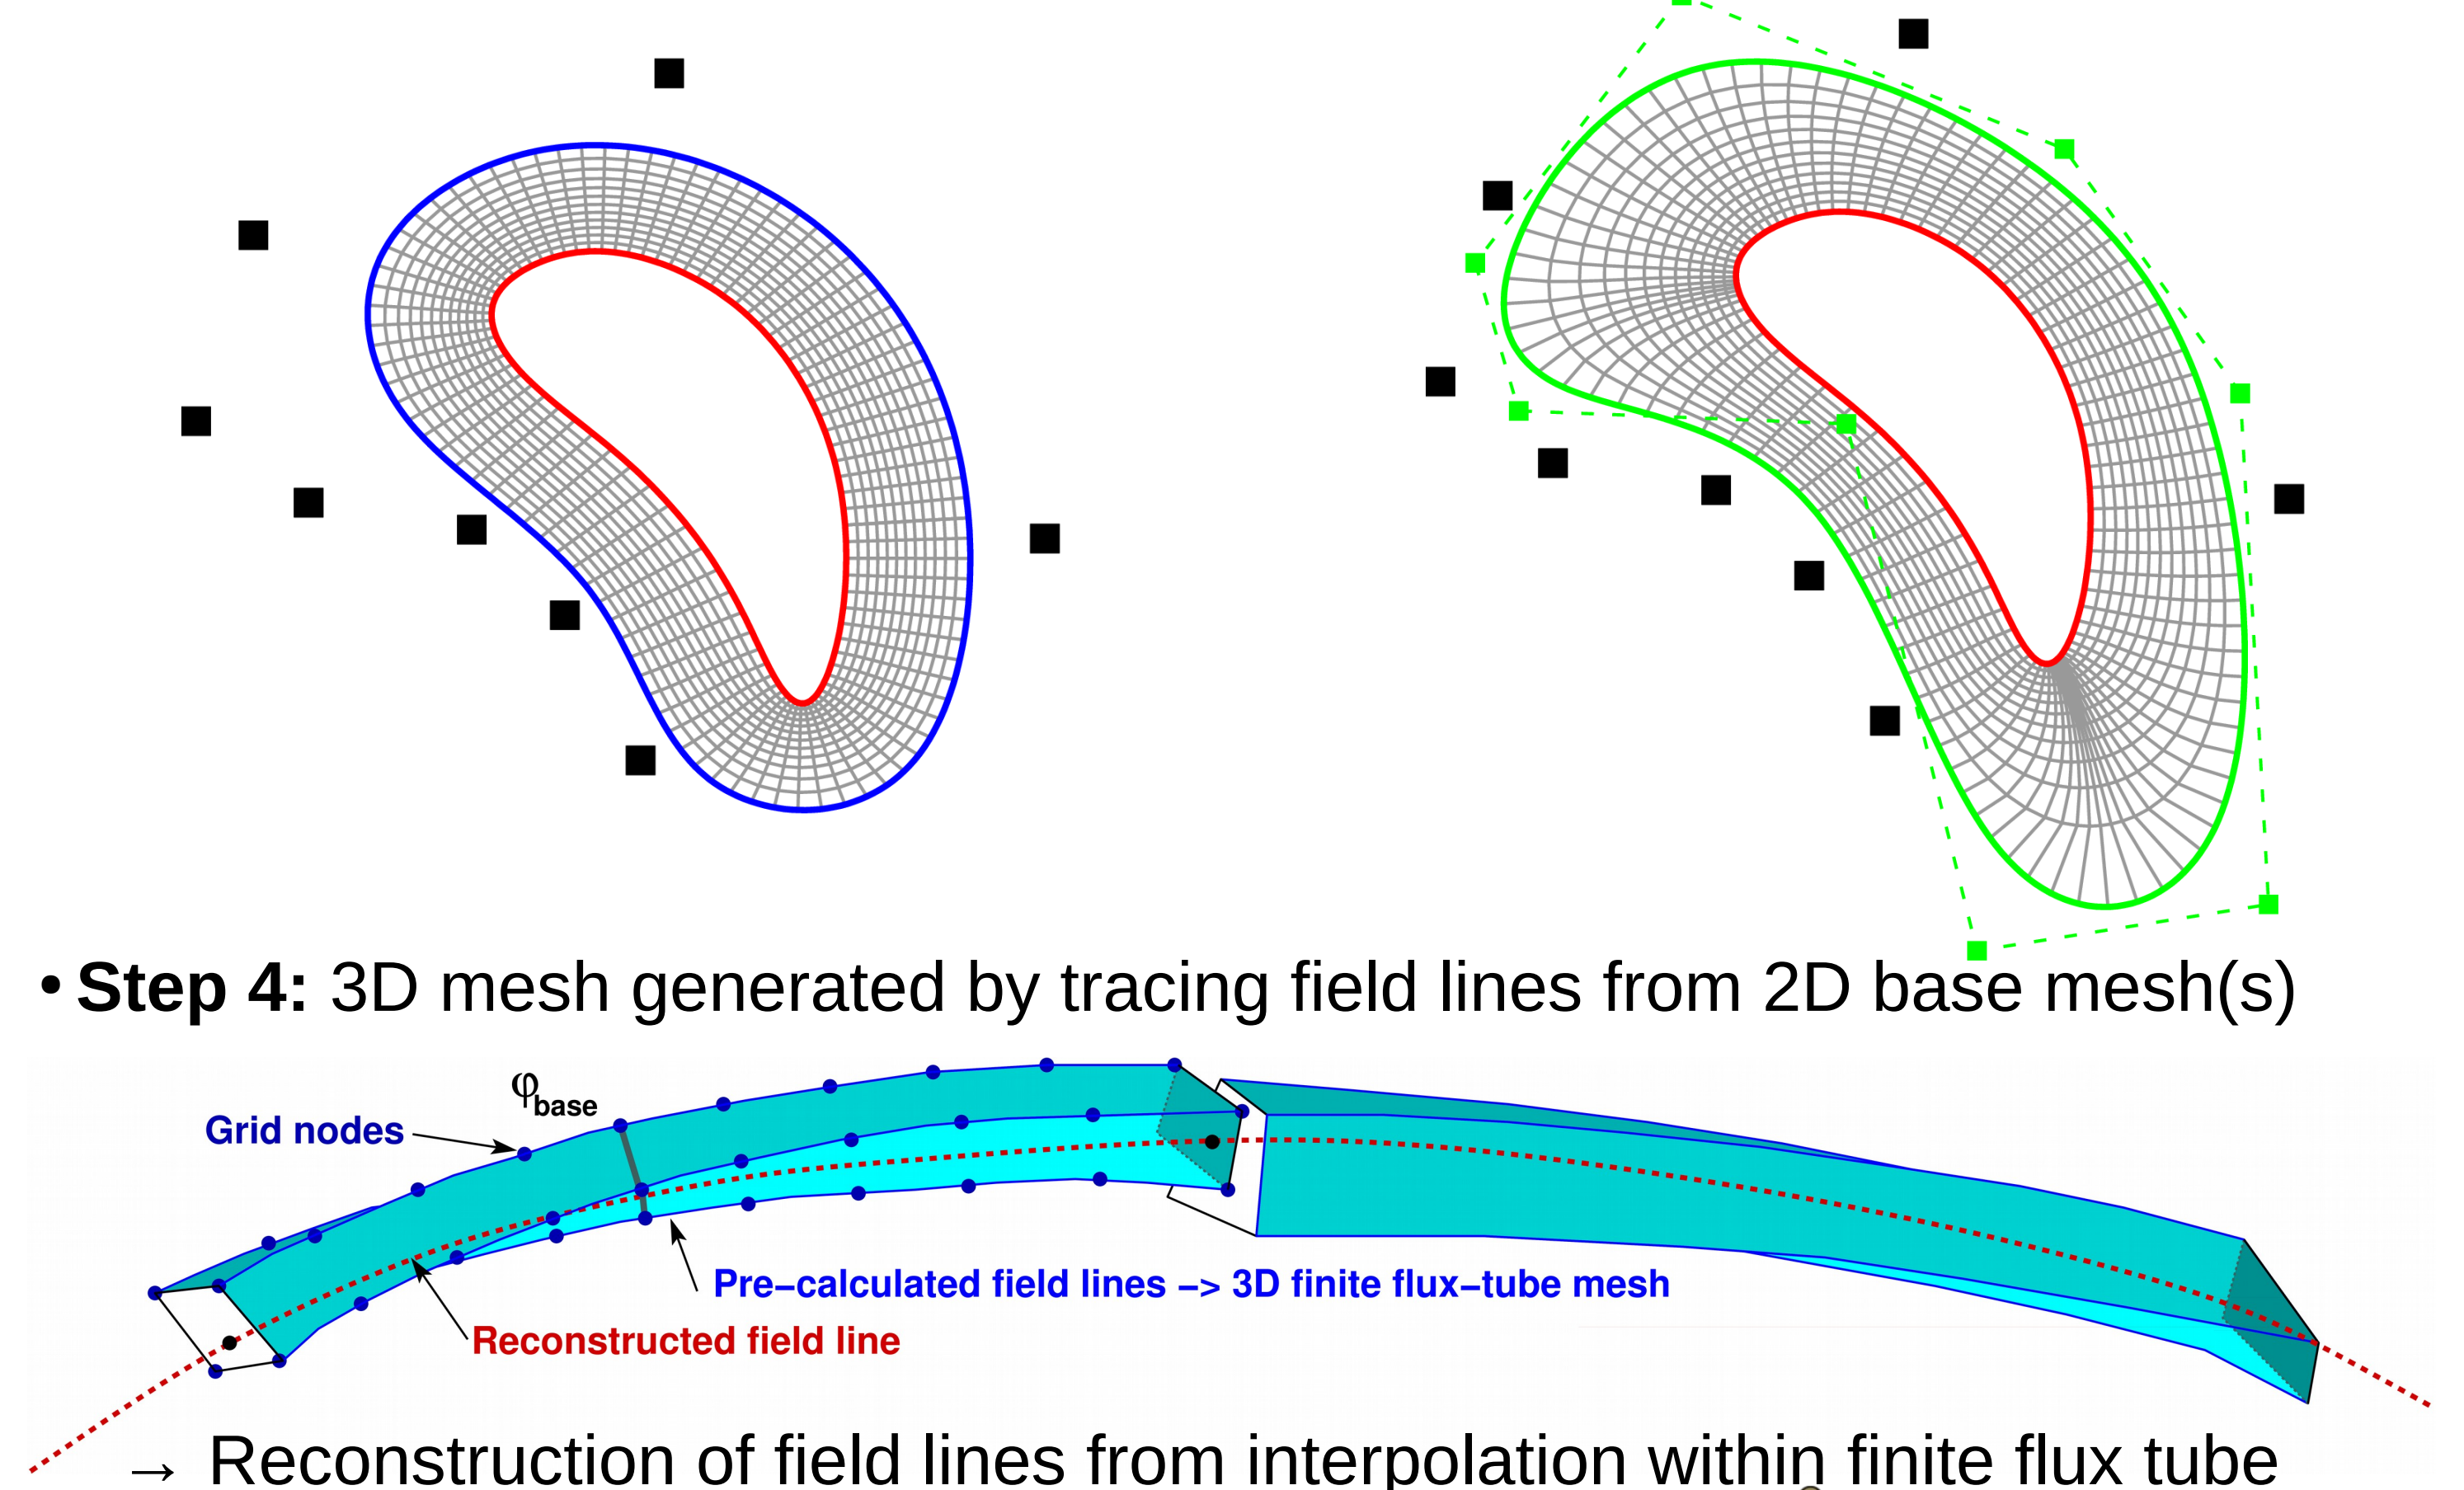 • Step 4: 3D mesh generated by tracing field lines from 2D base mesh(s)
φbase
Grid nodes
Pre−calculated field lines −> 3D finite flux−tube mesh
Reconstructed field line
→ Reconstruction of field lines from interpolation within finite flux tube